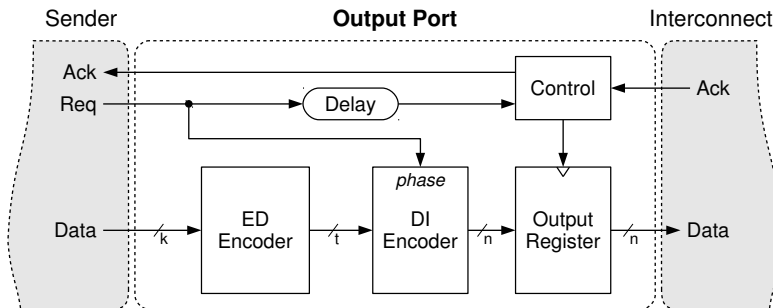 Sender
Output Port
Interconnect
Ack
Req
Delay
Control
Ack
phase
Data
k
ED
Encoder
t
DI
Encoder
n
Output
Register
n
Data